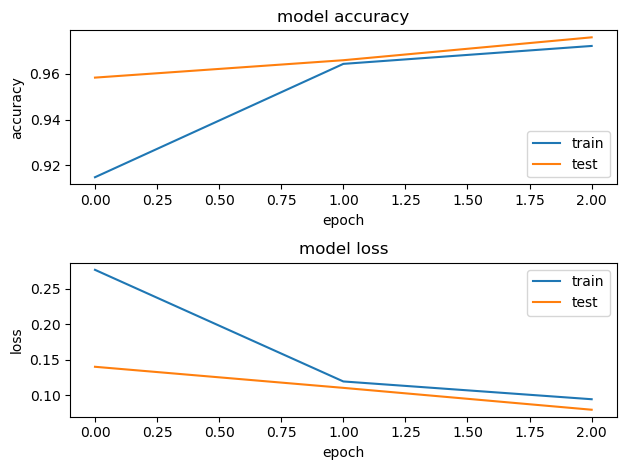 model accuracy
0.96
0.94
0.92
accuracy
train
test
0.00 0.25 0.50 0.75 1.00 1.25 1.50 1.75 2.00
epoch
model loss
0.25
0.20
0.15
0.10
loss
train
test
0.00 0.25 0.50 0.75 1.00 1.25 1.50 1.75 2.00
epoch